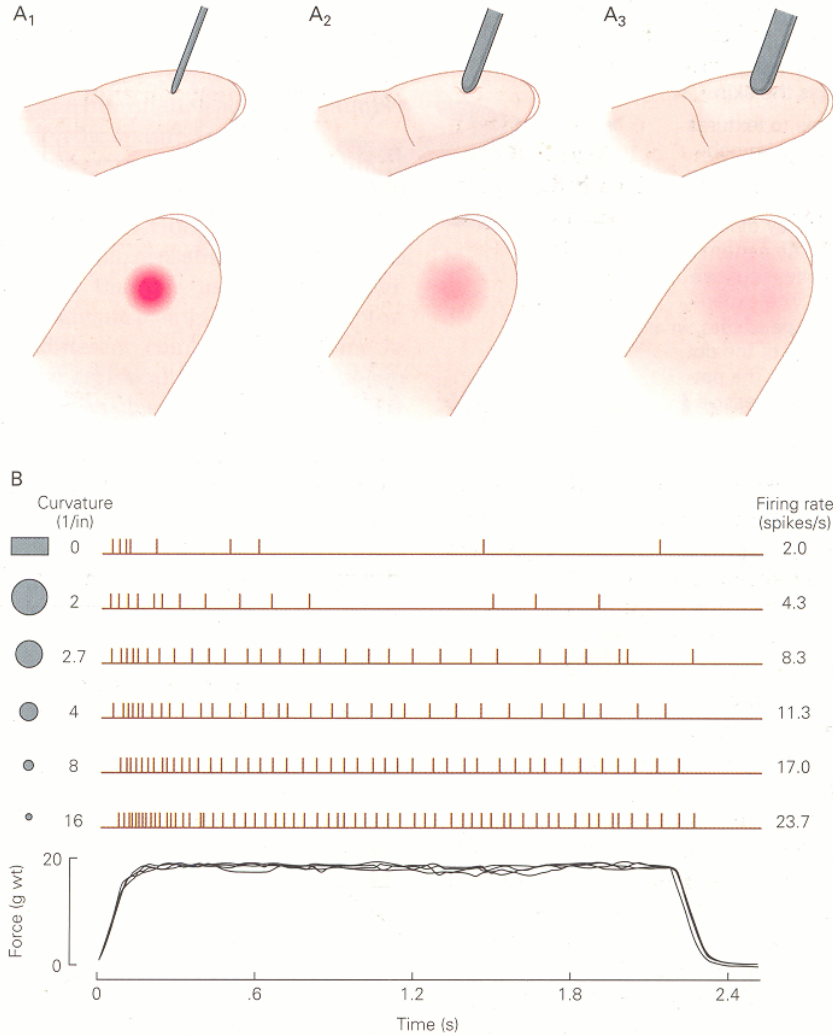 A1
A2
A3
B
Curvature
(1/in)
Firing rate
(spikes/s)
0
2.0
2
4.3
2.7
8.3
4
11.3
8
17.0
16
23.7
20
Force (g wt)
0
0
.6
1.2
1.8
2.4
Time (s)